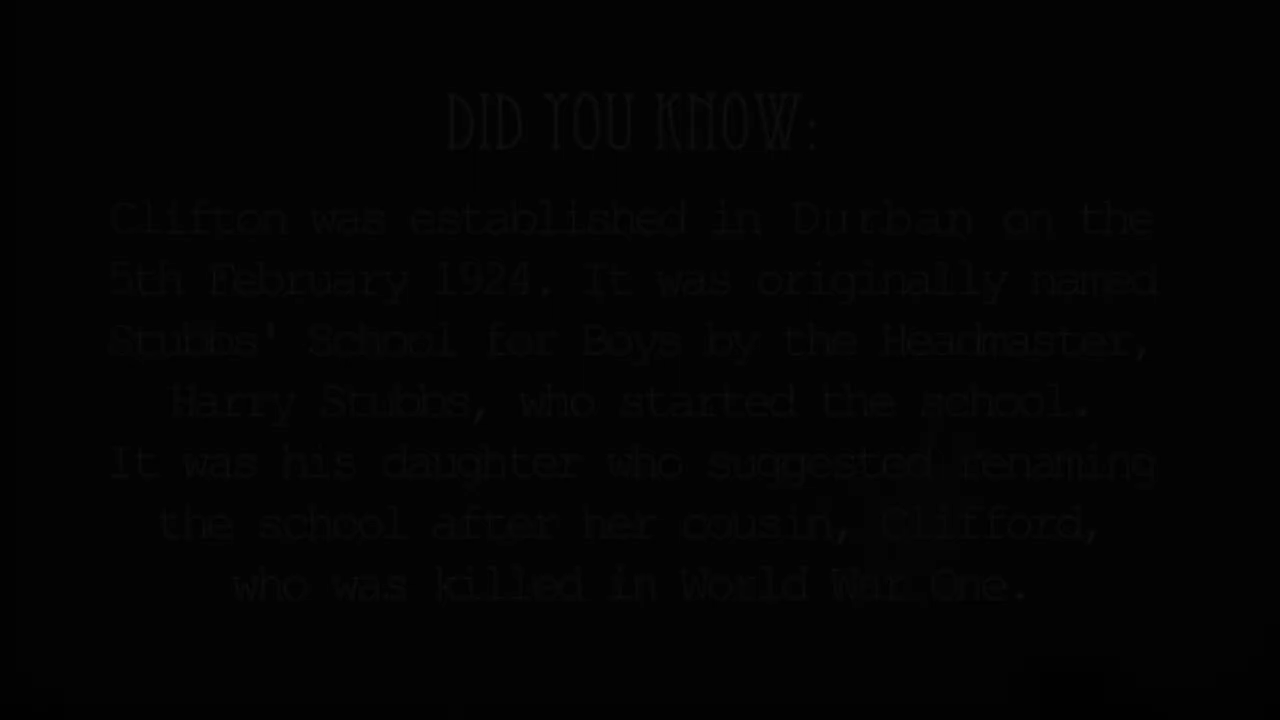 DID YOU KNOW:
Clifton was established in Durban on the
5th February 1924. It was originally named
Stubbs' School for Boys by the Headmaster,
Harry Stubbs, who started the school.
It was his daughter who suggested renaming
the school after her cousin, Clifford,
who was killed in World War One.